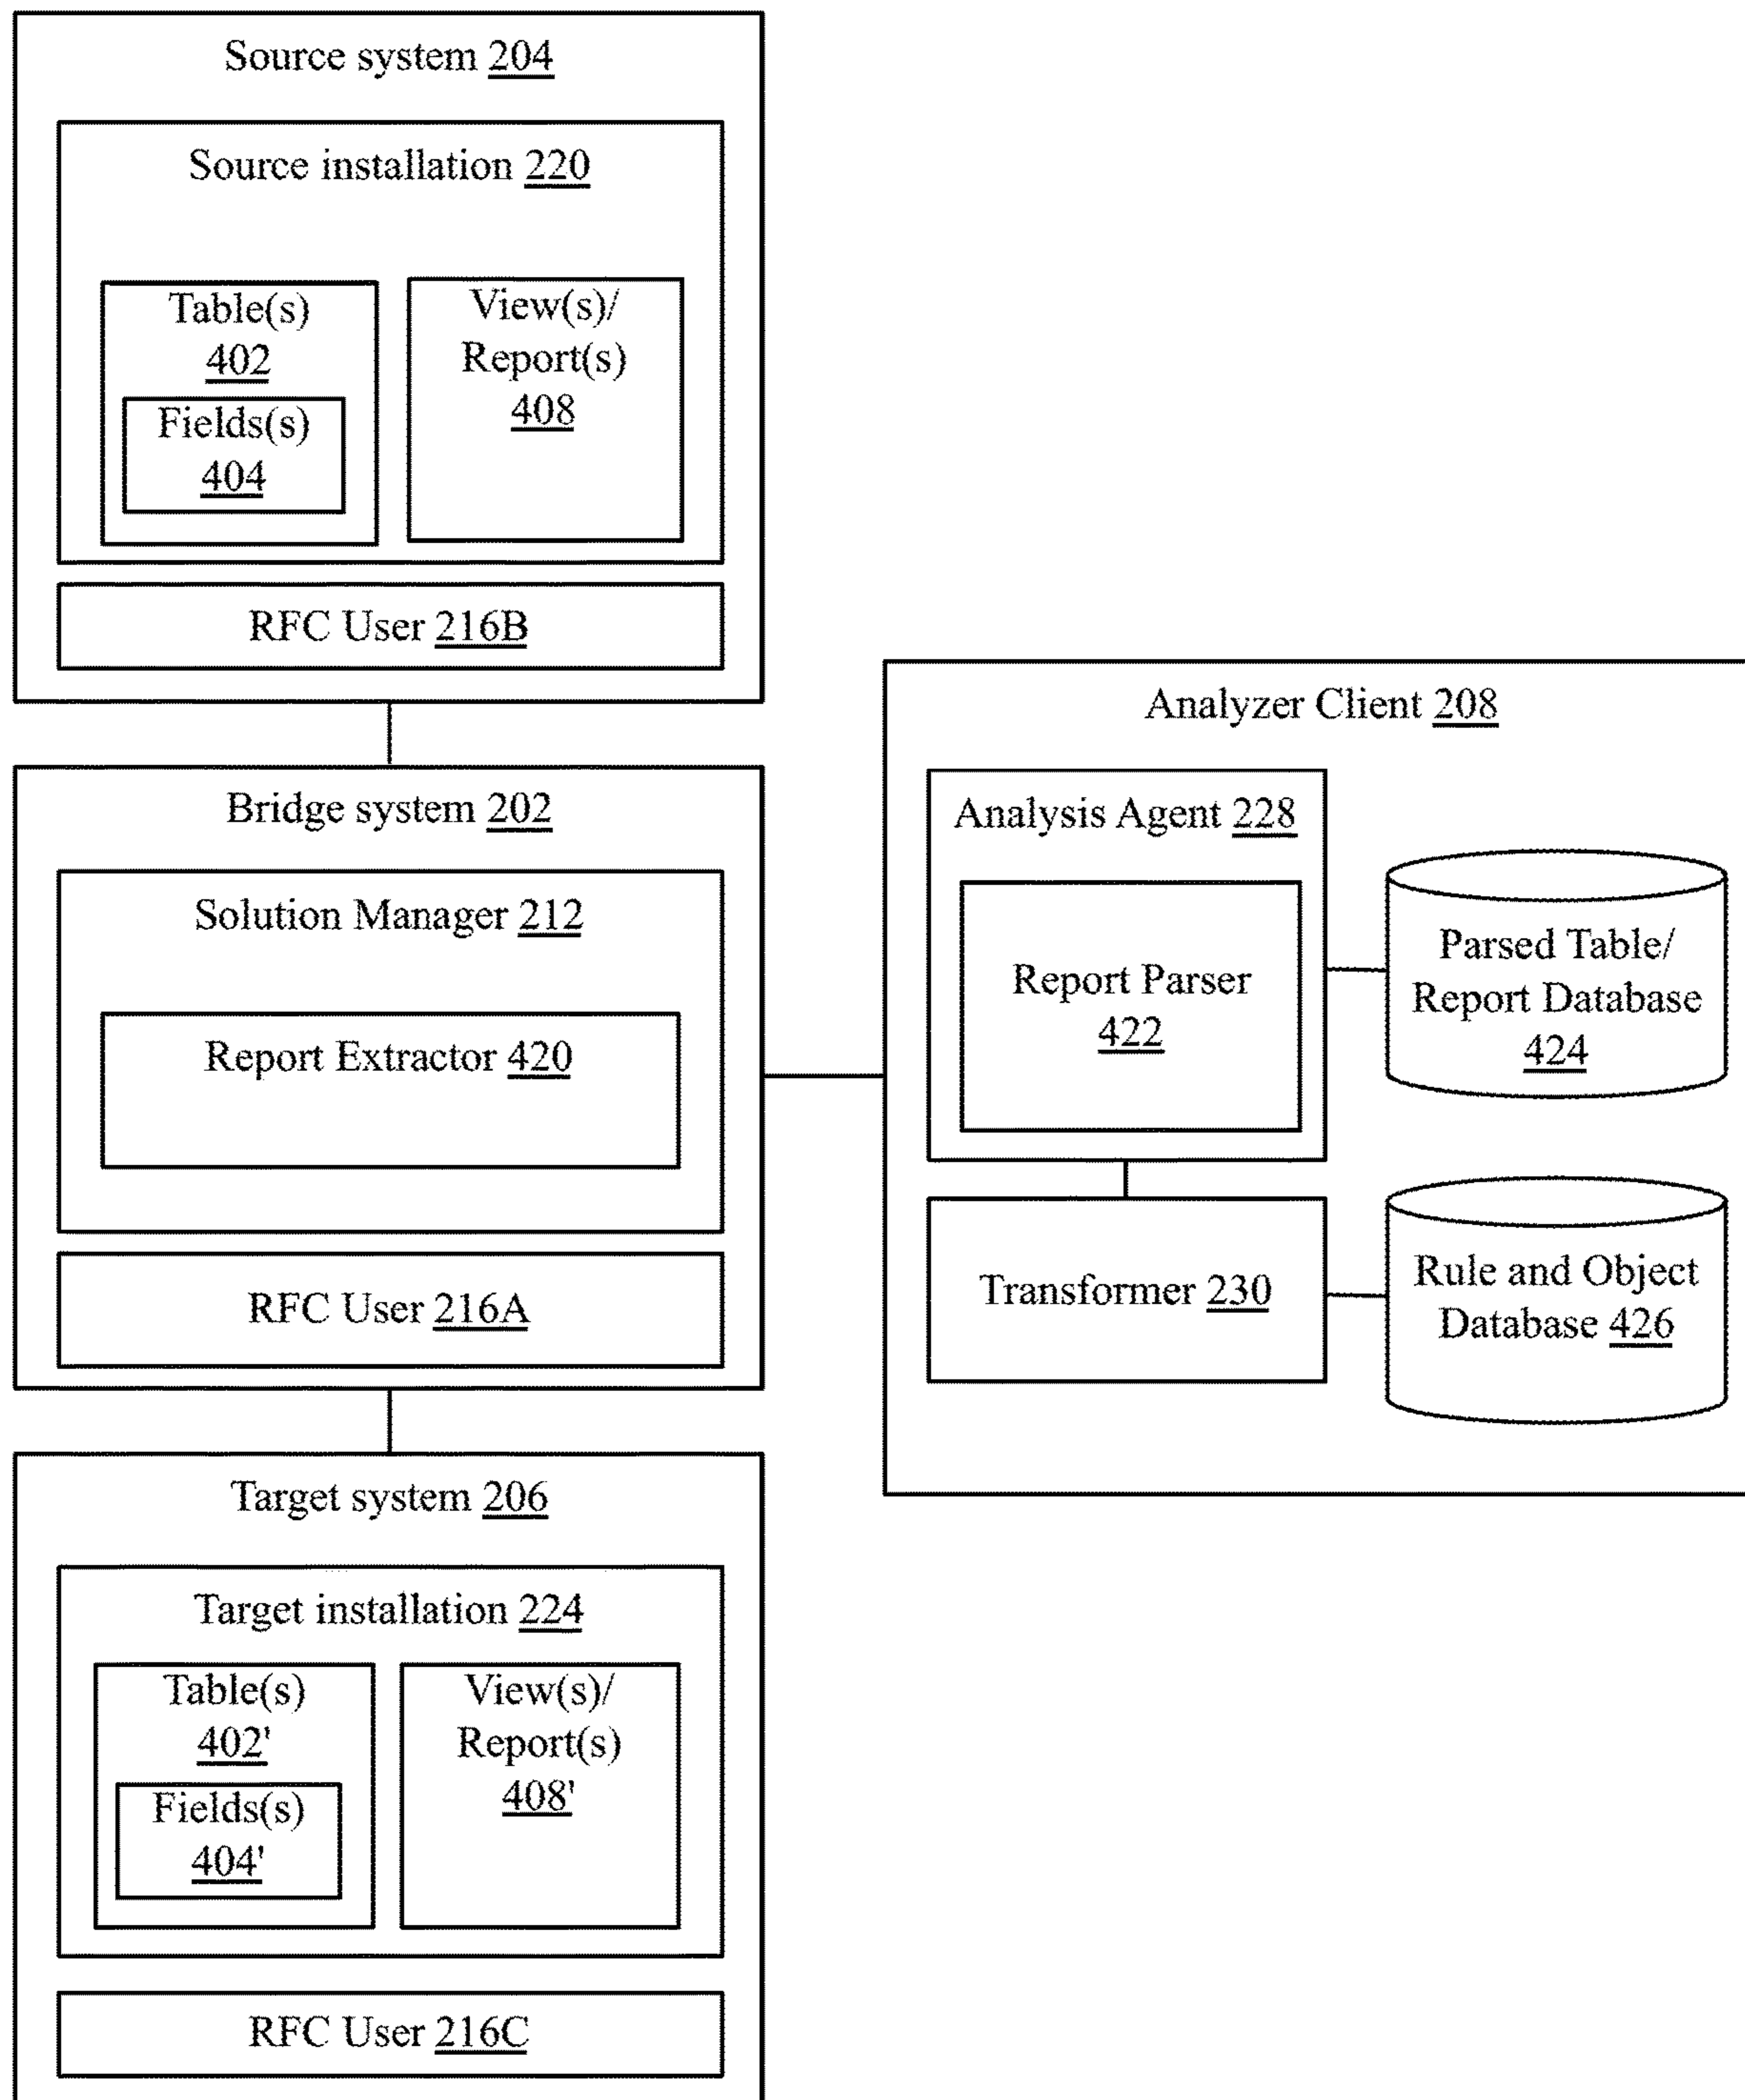 Source system 204
Source installation 220
Table(s)
402
Fields(s)
404
View(s)/
Report(s)
408
RFC User 216B
Bridge system 202
Solution Manager 212
Report Extractor 420
RFC User 216A
Analyzer Client 208
Analysis Agent 228
Report Parser
422
Parsed Table/
Report Database
424
Transformer 230
Rule and Object
Database 426
Target system 206
Target installation 224
Table(s)
402'
Fields(s)
404'
View(s)/
Report(s)
408'
RFC User 216C